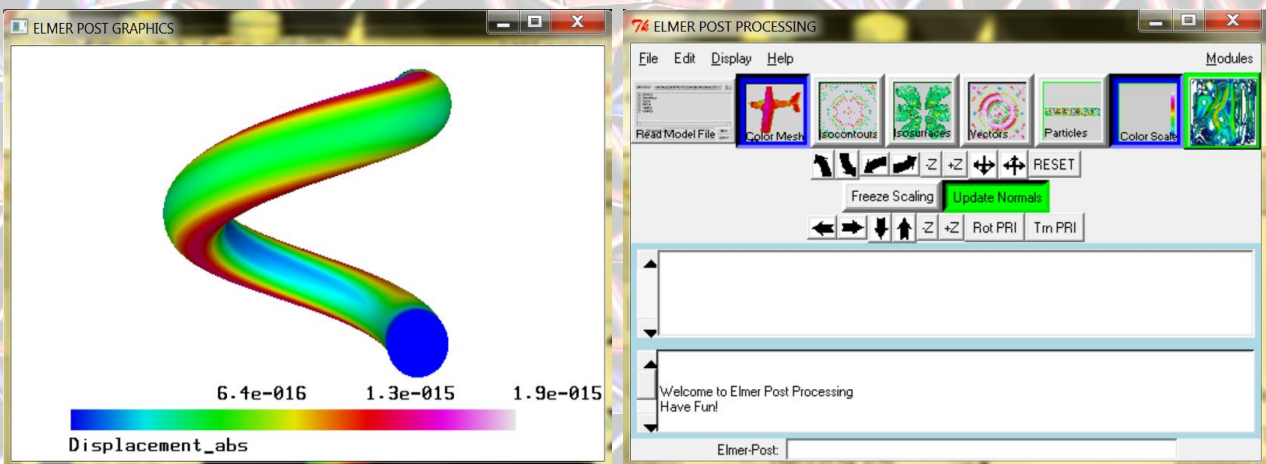 ELMER POST GRAPHICS
6.4e-016 1.3e-015 1.9e-015
Displacement_abs
ELMER POST PROCESSING
File Edit Display Help Modules
Read Model File Color Mesh Isocontours Isosurfaces Vectors Particles Color Scale
-Z +Z RESET
Freeze Scaling Update Normals
-Z +Z Rot PRI Trn PRI
Welcome to Elmer Post Processing
Have Fun!
Elmer-Post: